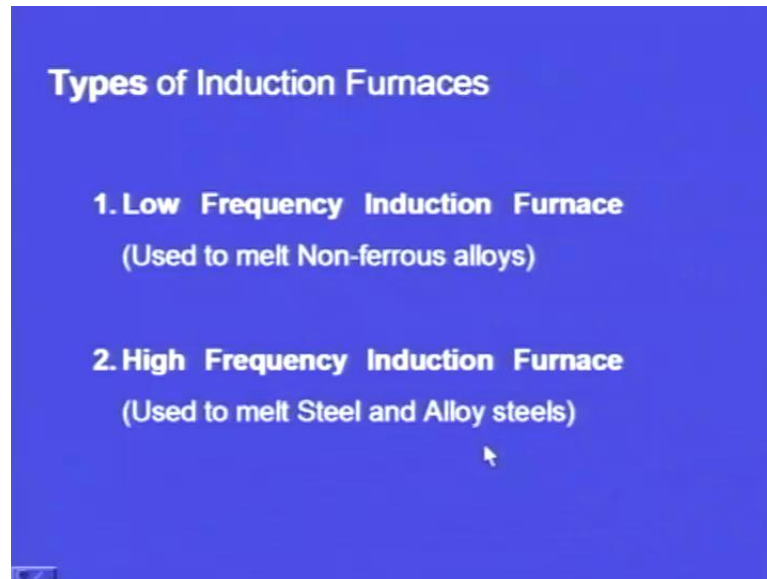 Types of Induction Furnaces
1. Low Frequency Induction Furnace
(Used to melt Non-ferrous alloys)
2. High Frequency Induction Furnace
(Used to melt Steel and Alloy steels)